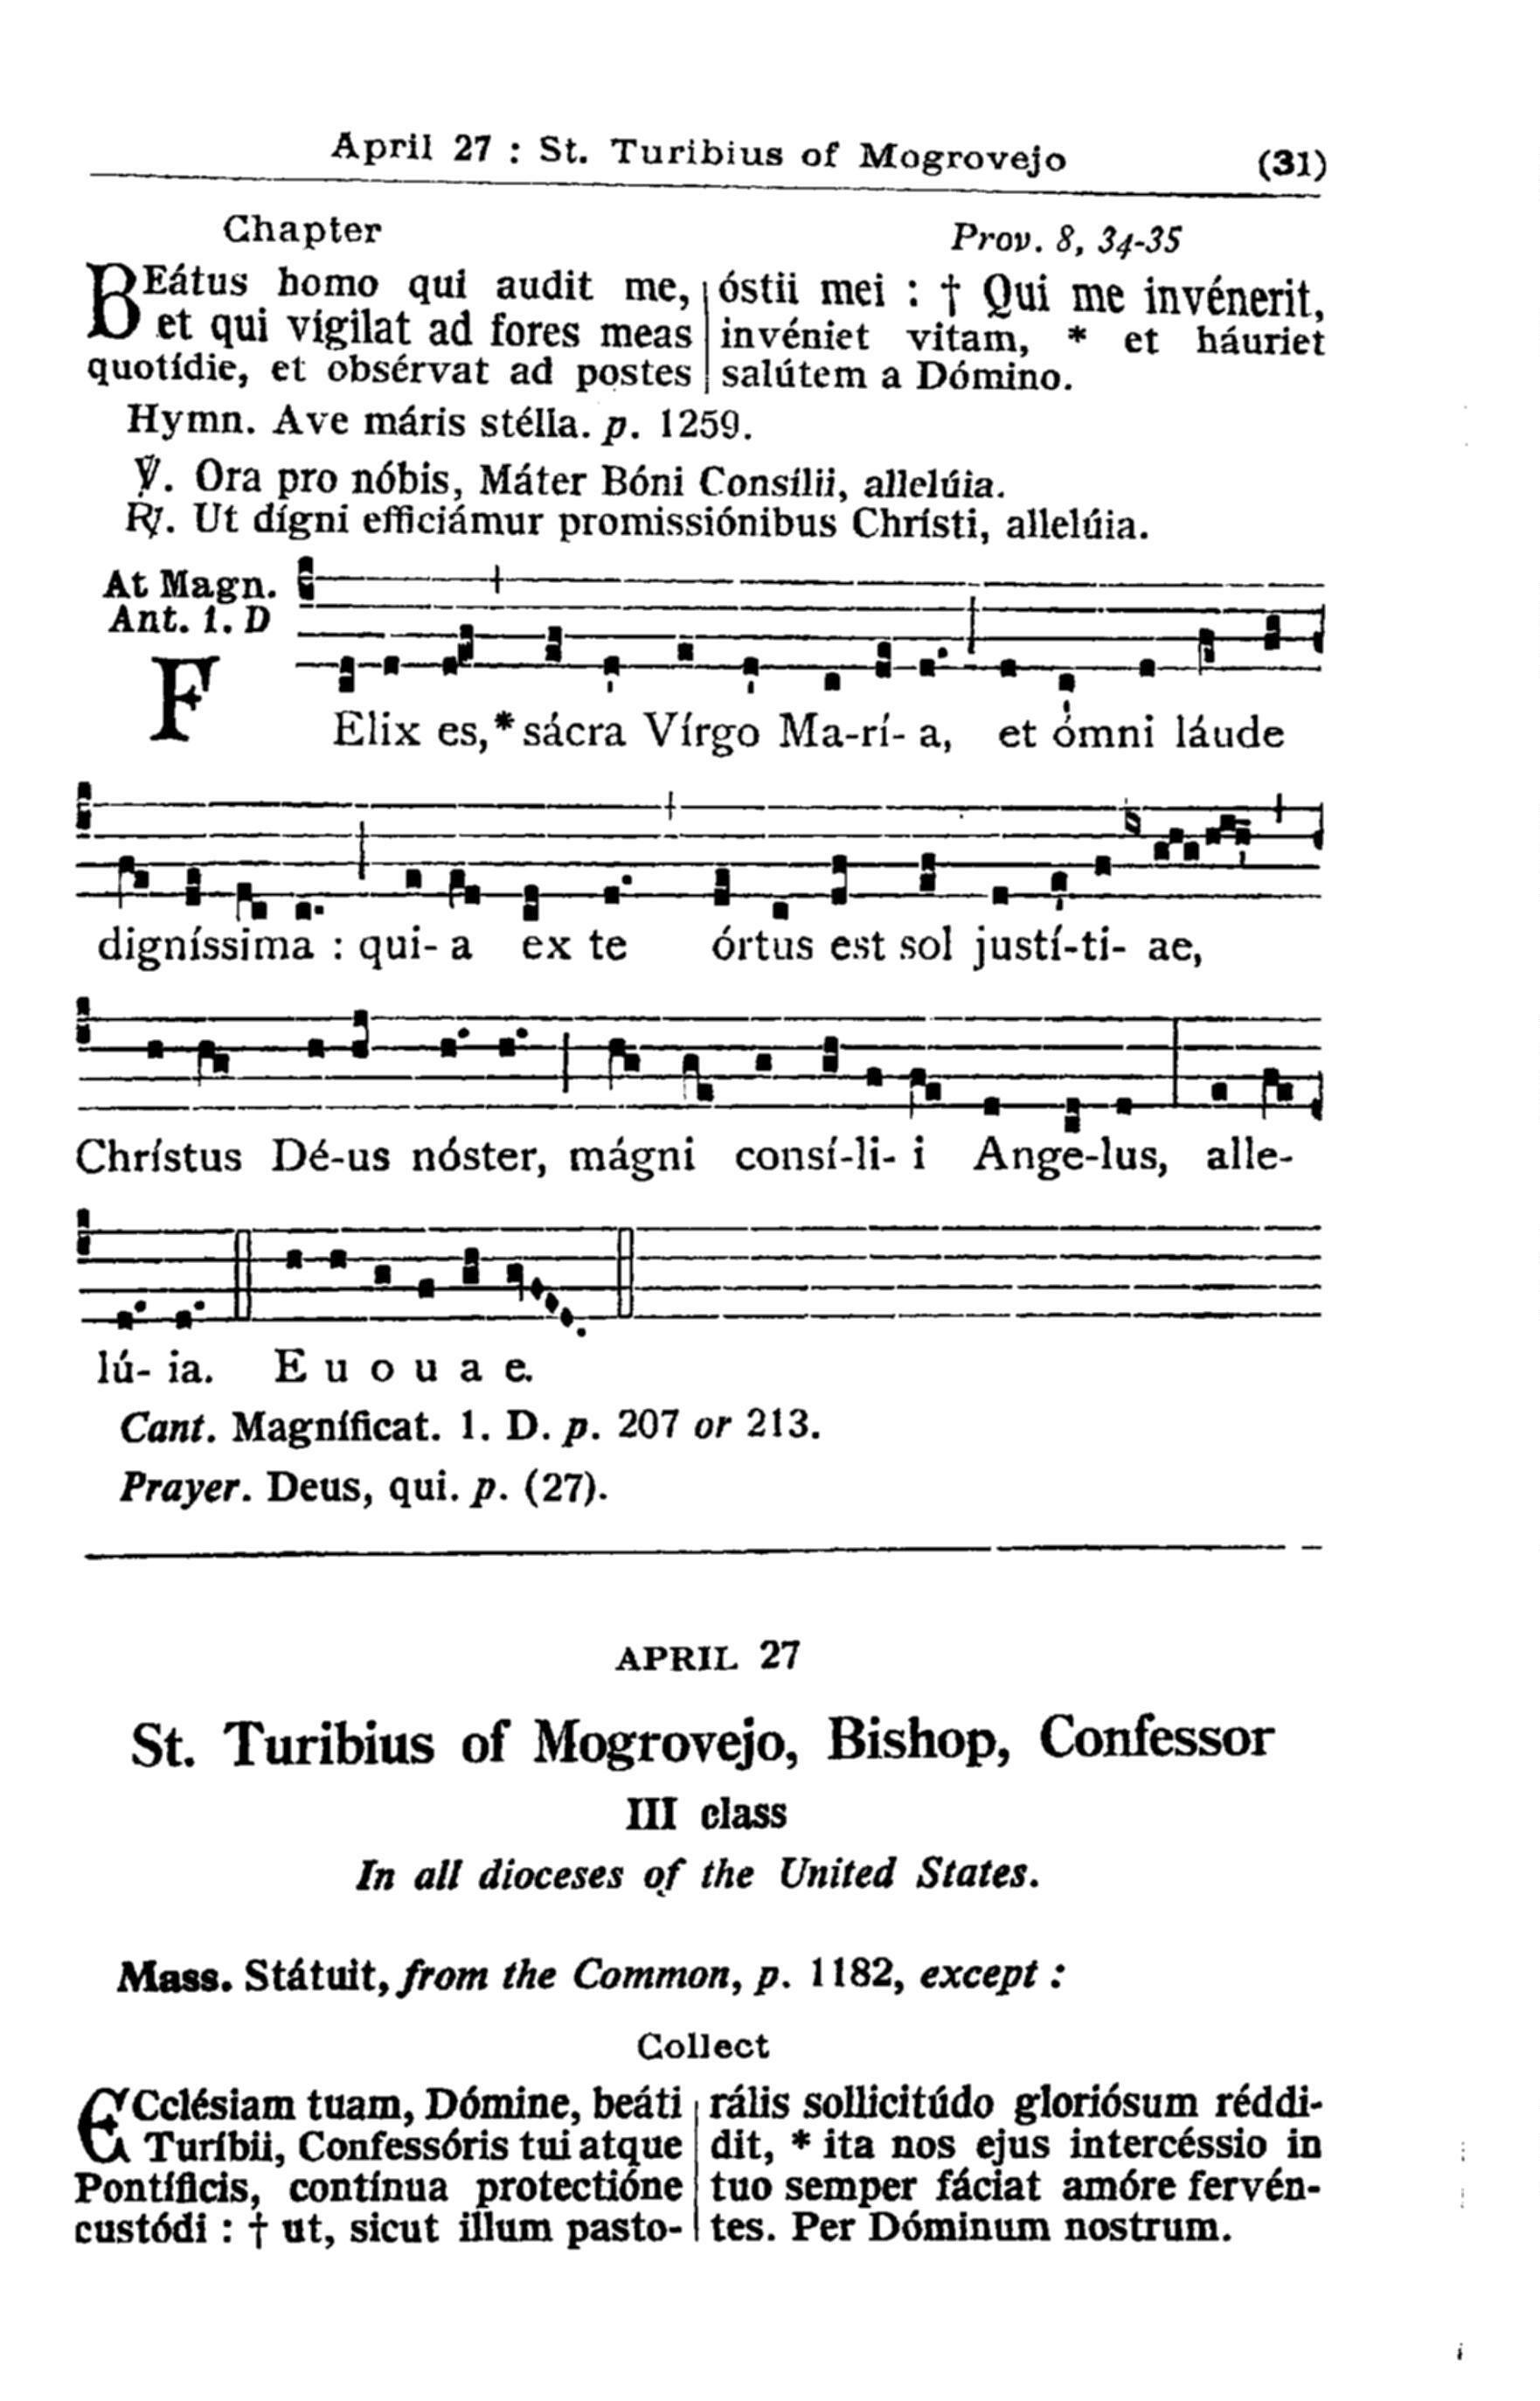 April 27 : St. Turibius of Mogrovejo (31)
Chapter Prov. 8, 34-35
BEátus homo qui audit me,
et qui vígilat ad fores meas
quotídie, et obsérvat ad postes
óstii mei : † Qui me invénerit,
invéniet vitam, * et háuriet
salútem a Dómino.
Hymn. Ave máris stélla. p. 1259.
℣. Ora pro nóbis, Máter Bóni Consílii, allelúia.
℟. Ut dígni efficiámur promissiónibus Chrísti, allelúia.
At Magn.
Ant. 1. D
FElix es,* sácra Vírgo Ma-rí- a, et ómni láude
digníssima : qui- a ex te órtus est sol justí-ti- ae,
Chrístus Dé-us nóster, mágni consí-li- i Ange-lus, alle-
lú- ia. E u o u a e.
Cant. Magníficat. 1. D. p. 207 or 213.
Prayer. Deus, qui. p. (27).
APRIL 27
St. Turibius of Mogrovejo, Bishop, Confessor
III class
In all dioceses of the United States.
Mass. Státuit, from the Common, p. 1182, except :
Collect
ECclésiam tuam, Dómine, beáti
Turíbii, Confessóris tui atque
Pontíficis, contínua protectióne
custódi : † ut, sicut illum pasto-
rális sollicitúdo gloriósum réddi-
dit, * ita nos ejus intercéssio in
tuo semper fáciat amóre fervén-
tes. Per Dóminum nostrum.